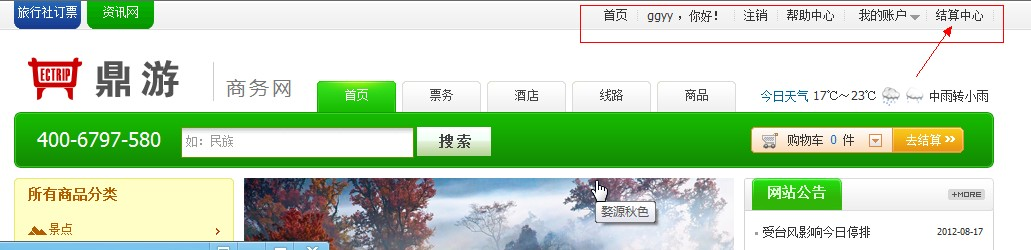 旅行社订票 资讯网 首页 ggyy ，你好！ 注销 帮助中心 我的账户 结算中心
ECTRIP 鼎游 商务网
首页 票务 酒店 线路 商品 今日天气 17℃～23℃ 中雨转小雨
400-6797-580 如：民族 搜索 购物车 0 件 去结算
所有商品分类 网站公告 +MORE
婺源秋色
景点 受台风影响今日停排 2012-08-17